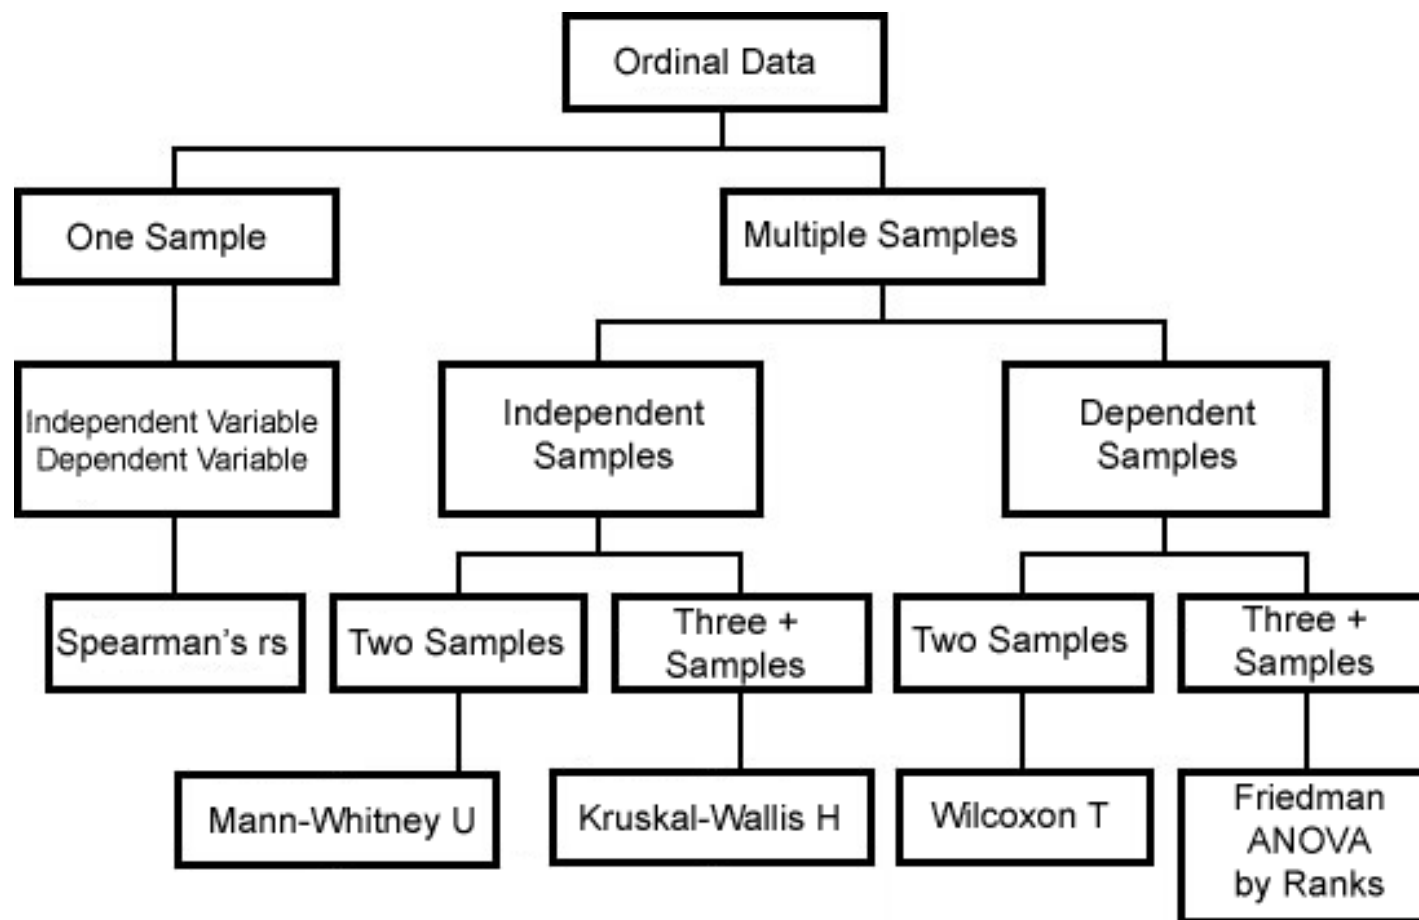 Ordinal Data
One Sample
Multiple Samples
Independent Variable
Dependent Variable
Independent
Samples
Dependent
Samples
Spearman’s rs
Two Samples
Three +
Samples
Two Samples
Three +
Samples
Mann-Whitney U
Kruskal-Wallis H
Wilcoxon T
Friedman
ANOVA
by Ranks